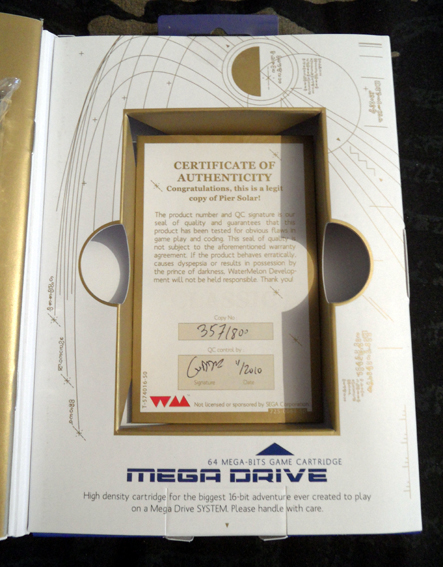 CERTIFICATE OF
AUTHENTICITY
Congratulations, this is a legit
copy of Pier Solar!
The product number and QC signature is our
seal of quality and guarantees that the
product has been tested for obvious flaws in
game play and coding. This seal of quality is
not subject to the aforementioned warranty
agreement. If the product behaves erratically,
causes dyspepsia or results in possession by
the prince of darkness, WaterMelon Develop-
ment will not be held responsible. Thank you!
Copy No.
357/800
QC control by
11/2010
Signature
Date
WM
Not licensed or sponsored by SEGA
64 MEGA-BITS GAME CARTRIDGE
MEGA DRIVE
High density cartridge for the biggest 16-bit adventure ever created to play
on a Mega Drive SYSTEM. Please handle with care.